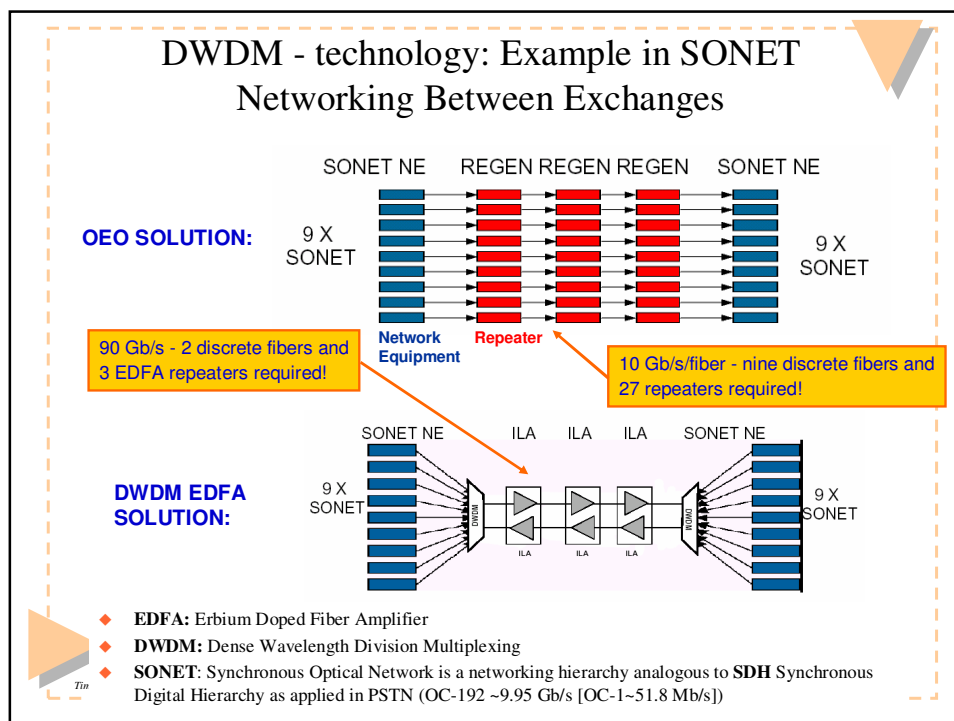 DWDM - technology: Example in SONET
Networking Between Exchanges
SONET NE REGEN REGEN REGEN SONET NE
OEO SOLUTION:
9 X
SONET
9 X
SONET
Network
Equipment
Repeater
90 Gb/s - 2 discrete fibers and
3 EDFA repeaters required!
10 Gb/s/fiber - nine discrete fibers and
27 repeaters required!
SONET NE ILA ILA ILA SONET NE
DWDM EDFA
SOLUTION:
9 X
SONET
DWDM
ILA ILA ILA
DWDM
9 X
SONET
◆ EDFA: Erbium Doped Fiber Amplifier
◆ DWDM: Dense Wavelength Division Multiplexing
◆ SONET: Synchronous Optical Network is a networking hierarchy analogous to SDH Synchronous
Digital Hierarchy as applied in PSTN (OC-192 ~9.95 Gb/s [OC-1~51.8 Mb/s])